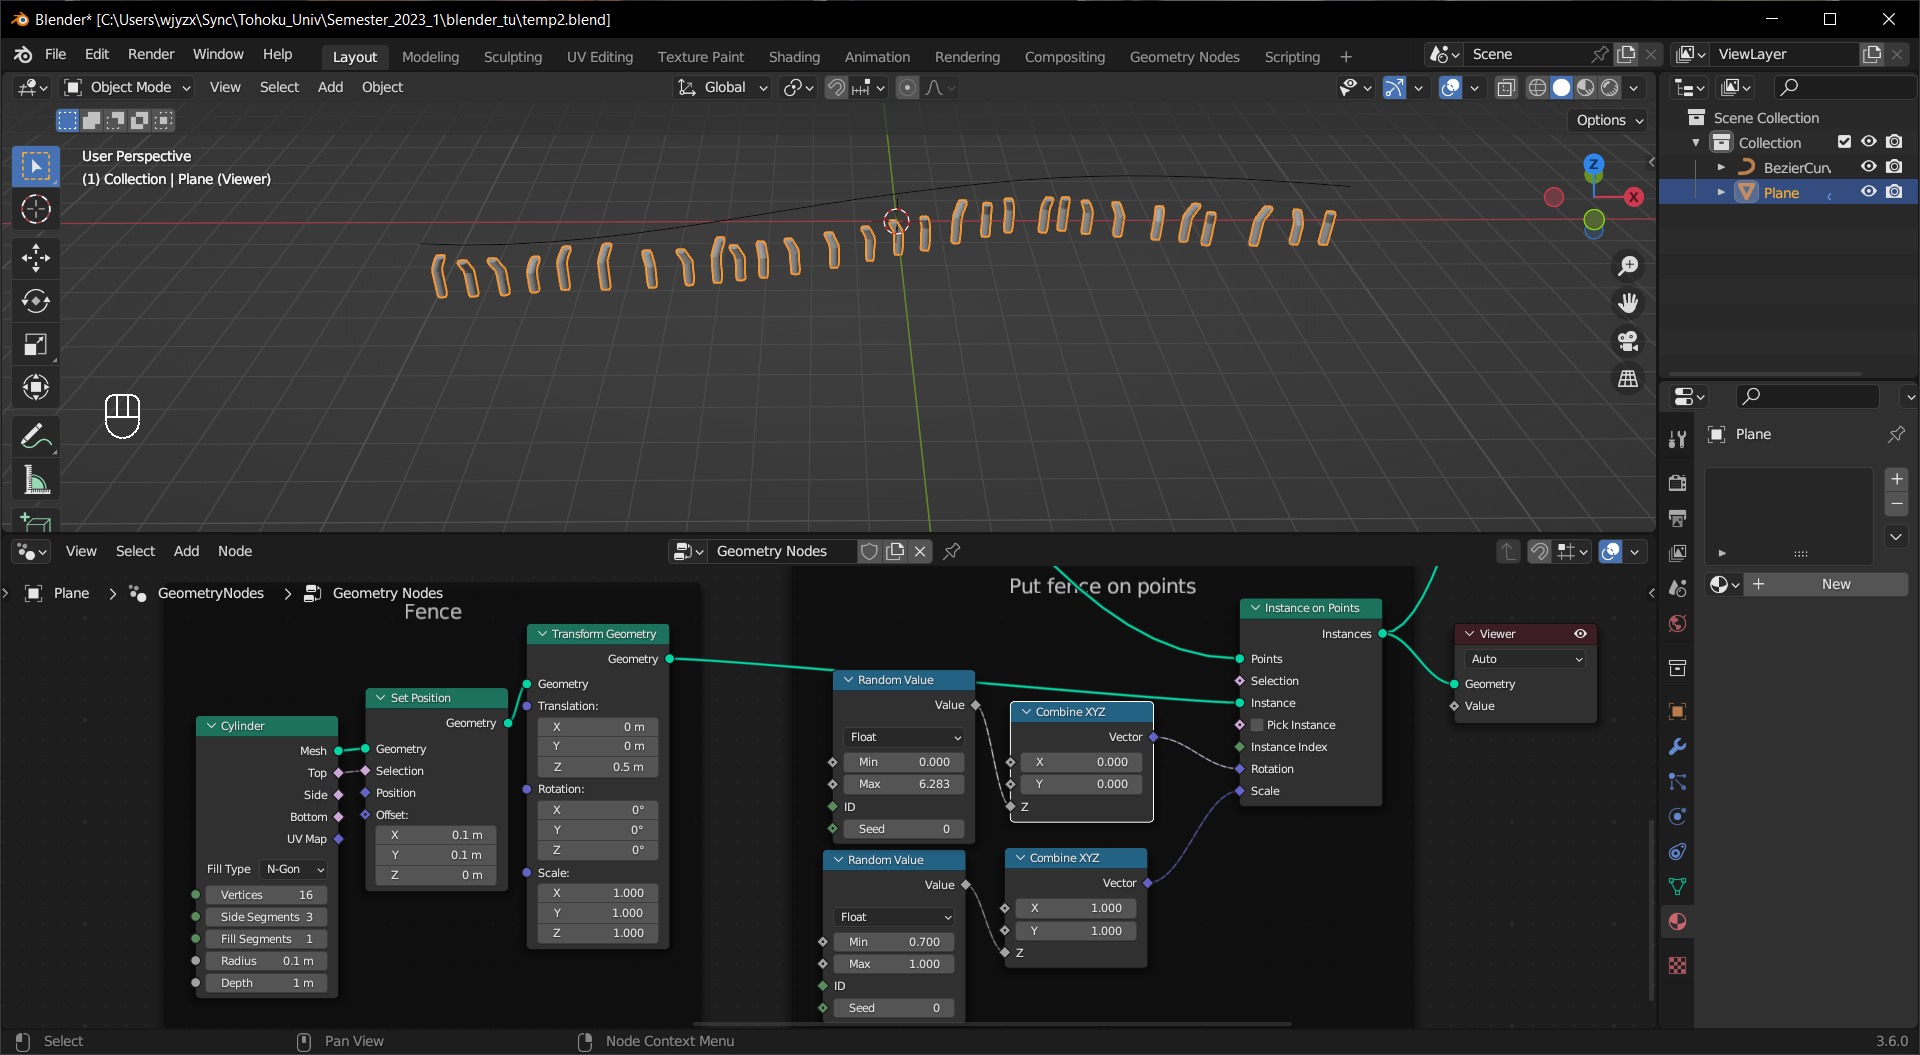 Blender* [C:\Users\wjyzx\Sync\Tohoku_Univ\Semester_2023_1\blender_tu\temp2.blend]
File Edit Render Window Help Layout Modeling Sculpting UV Editing Texture Paint Shading Animation Rendering Compositing Geometry Nodes Scripting + Scene ViewLayer
Object Mode View Select Add Object Global
Options
User Perspective
(1) Collection | Plane (Viewer)
Z
X
Scene Collection
Collection
BezierCurv
Plane
Plane
New
View Select Add Node Geometry Nodes
Plane > GeometryNodes > Geometry Nodes
Fence
Put fence on points
Cylinder
Mesh
Top
Side
Bottom
UV Map
Fill Type N-Gon
Vertices 16
Side Segments 3
Fill Segments 1
Radius 0.1 m
Depth 1 m
Set Position
Geometry
Geometry
Selection
Position
Offset:
X 0.1 m
Y 0.1 m
Z 0 m
Transform Geometry
Geometry
Geometry
Translation:
X 0 m
Y 0 m
Z 0.5 m
Rotation:
X 0°
Y 0°
Z 0°
Scale:
X 1.000
Y 1.000
Z 1.000
Random Value
Value
Float
Min 0.000
Max 6.283
ID
Seed 0
Random Value
Value
Float
Min 0.700
Max 1.000
ID
Seed 0
Combine XYZ
Vector
X 0.000
Y 0.000
Z
Combine XYZ
Vector
X 1.000
Y 1.000
Z
Instance on Points
Instances
Points
Selection
Instance
Pick Instance
Instance Index
Rotation
Scale
Viewer
Auto
Geometry
Value
Select Pan View Node Context Menu 3.6.0